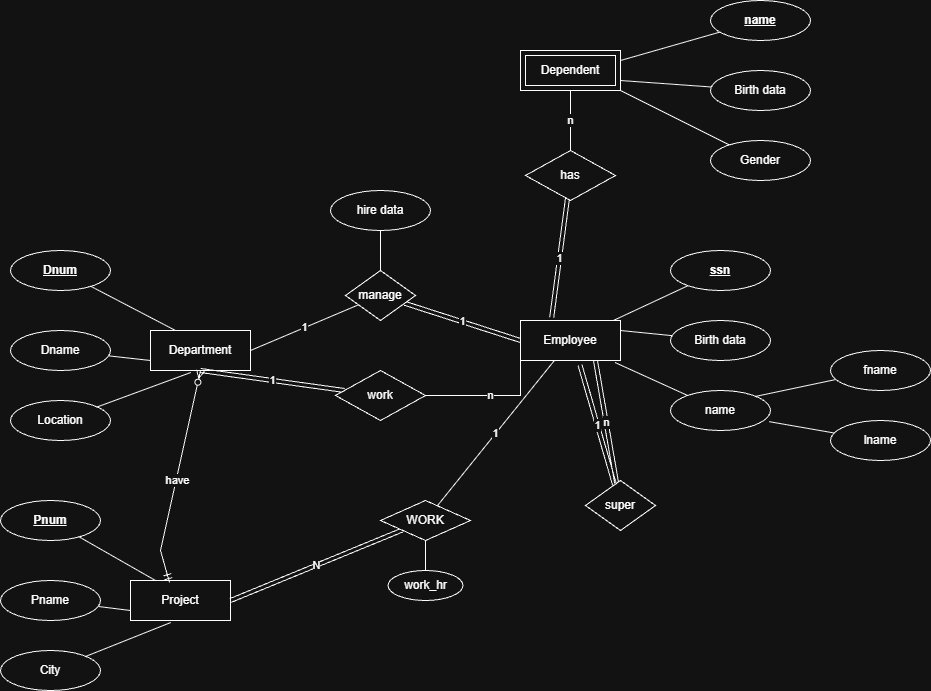 name
Dependent
Birth data
n
Gender
has
hire data
1
ssn
Dnum
manage
1
1
Employee
Birth data
Department
Dname
fname
1
work
n
name
Location
1
1
n
lname
have
super
Pnum
WORK
N
work_hr
Pname
Project
City